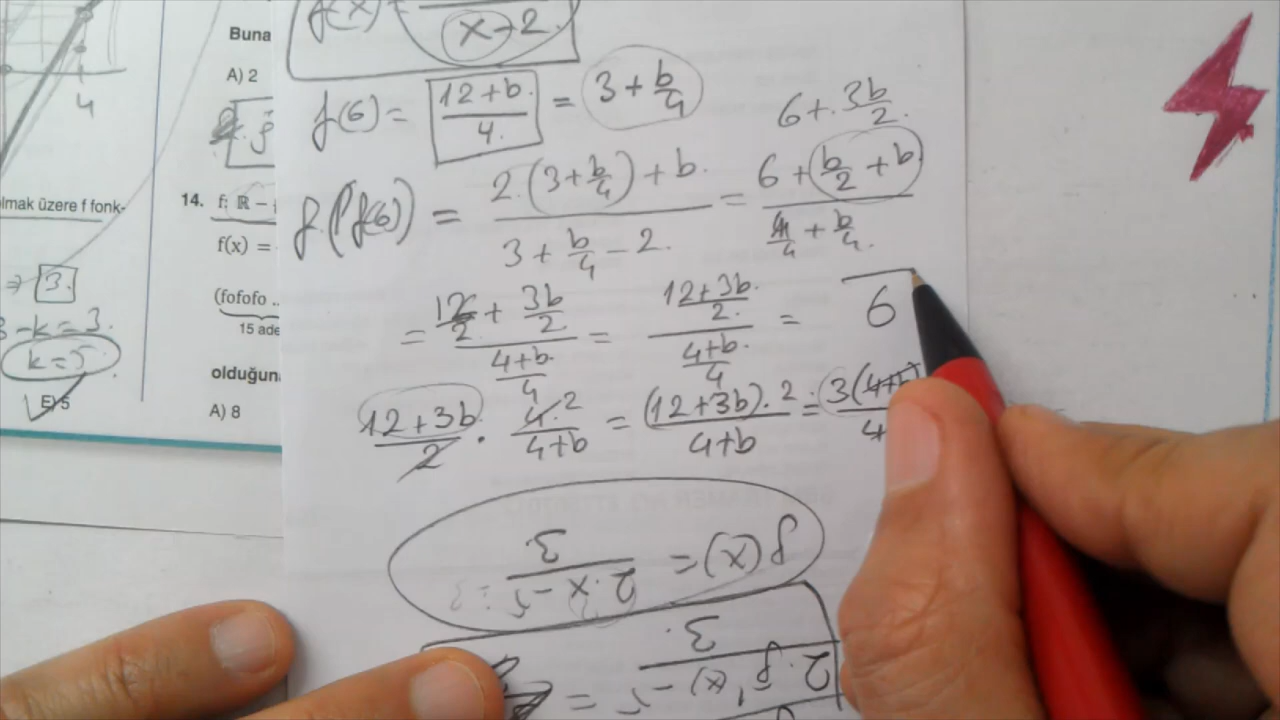 f(x) = x-2
f(6) = 12+b/4 = 3+b/4
6+3b/2
f(f(6)) = 2.(3+b/4)+b/3+b/4-2 = 6+(b/2+b)/4/4+b/4
= 12/2+3b/2/4+b/4 = 12+3b/2/4+b/4 = 6
12+3b/2 . 4 2/4+b = (12+3b).2/4+b = 3(4+b)/4
f(x) = 2.x-5/3
= 2.f⁻¹(x)-5/3
4
olmak üzere f fonk-
⇒ 3.
-k=3.
k=5
E) 5
Buna
A) 2
14. f: ℝ -
f(x) =
(fofofo ..
15 ade
olduğun
A) 8